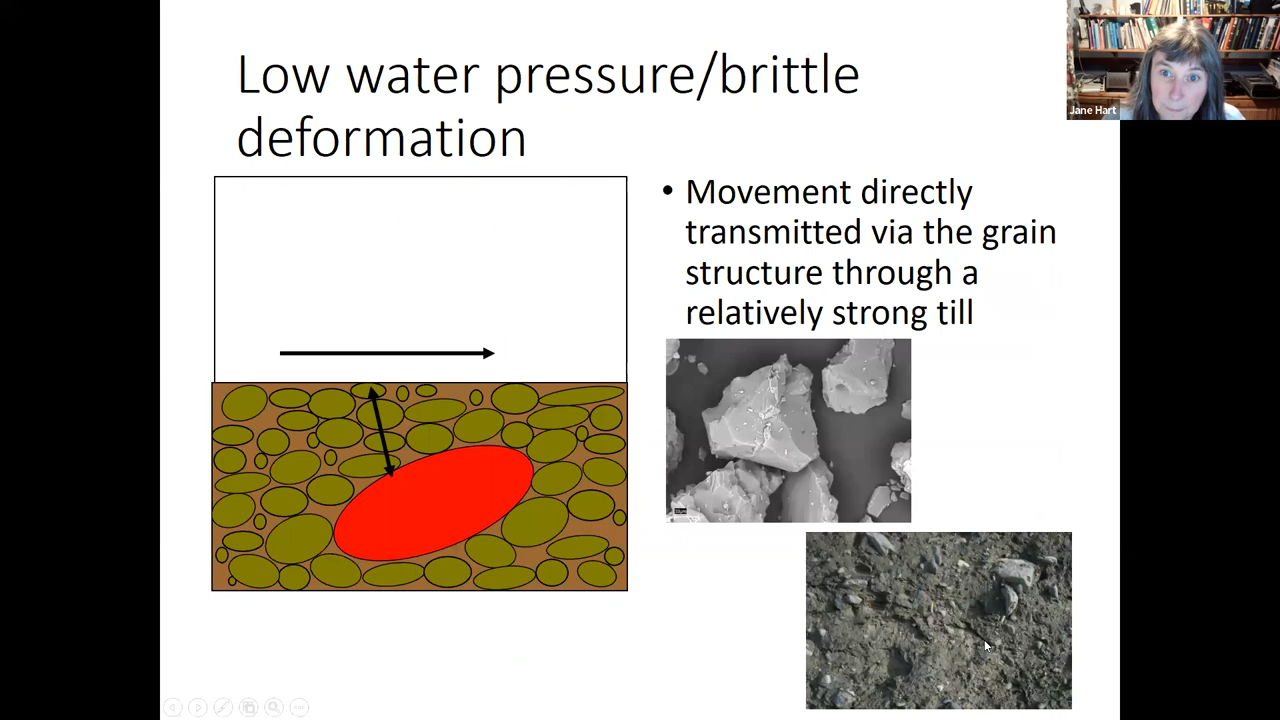 Low water pressure/brittle
deformation
• Movement directly
transmitted via the grain
structure through a
relatively strong till
Jane Hart